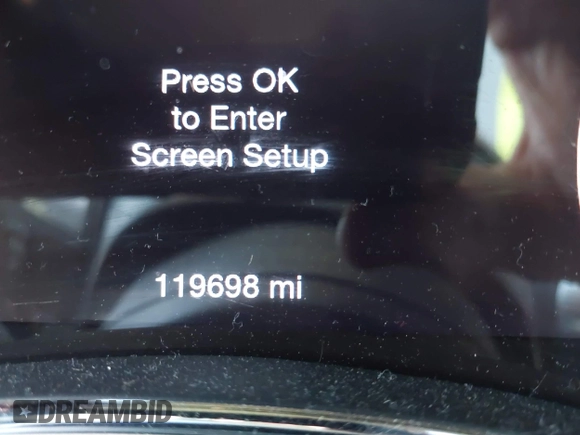 Press OK
to Enter
Screen Setup
119698 mi
DREAMBID